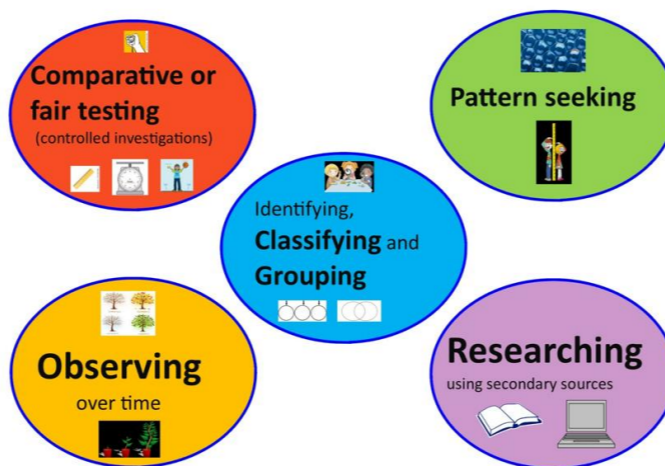 Comparative or
fair testing
(controlled investigations)
Pattern seeking
Identifying,
Classifying and
Grouping
Observing
over time
Researching
using secondary sources